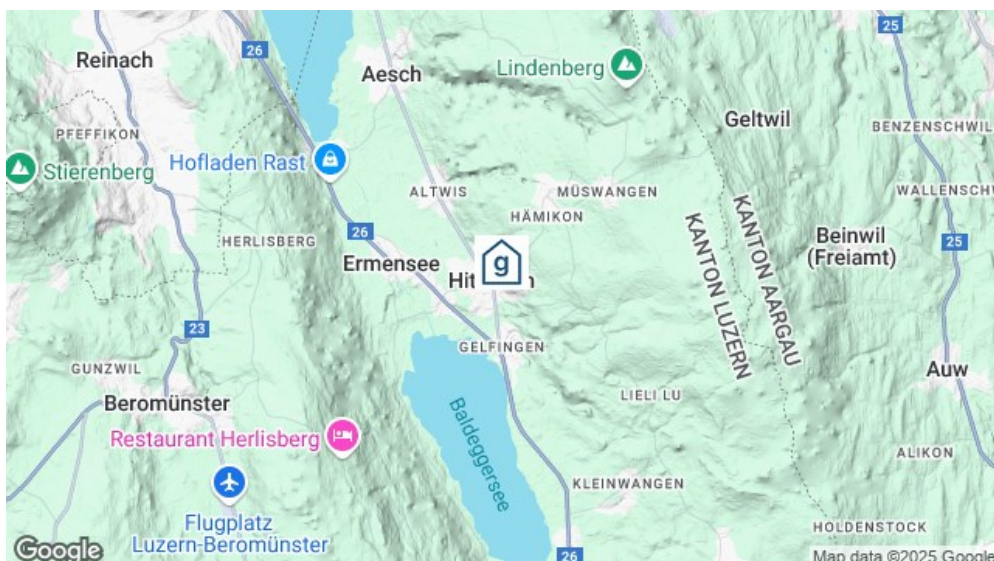 Reinach
26
Aesch
Lindenberg
25
Geltwil
PFEFFIKON
BENZENSCHWIL
Stierenberg
Hofladen Rast
ALTWIS
MÜSWANGEN
WALLENSCHW
HÄMIKON
26
HERLISBERG
KANTON LUZERN
KANTON AARGAU
Beinwil
(Freiamt)
25
Ermensee
g
23
GELFINGEN
GUNZWIL
Auw
Beromünster
LIELI LU
Restaurant Herlisberg
Baldeggersee
ALIKON
KLEINWANGEN
Flugplatz
Luzern-Beromünster
HOLDENSTOCK
26
Google
Map data ©2025 Google